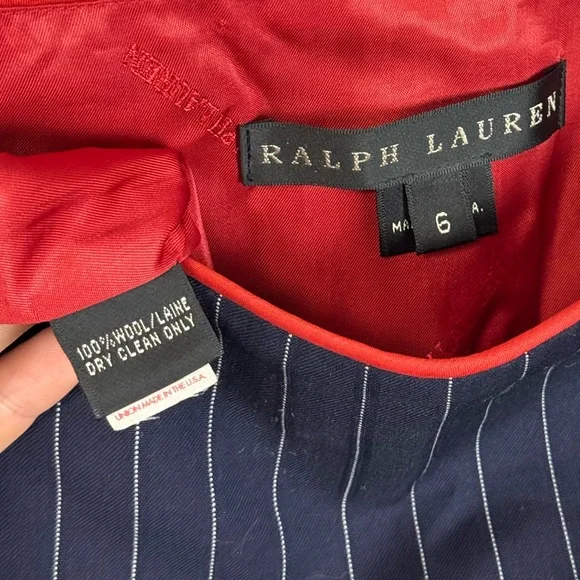 RALPH LAUREN
6
100% WOOL/LAINE
DRY CLEAN ONLY
UNION MADE IN THE U.S.A.